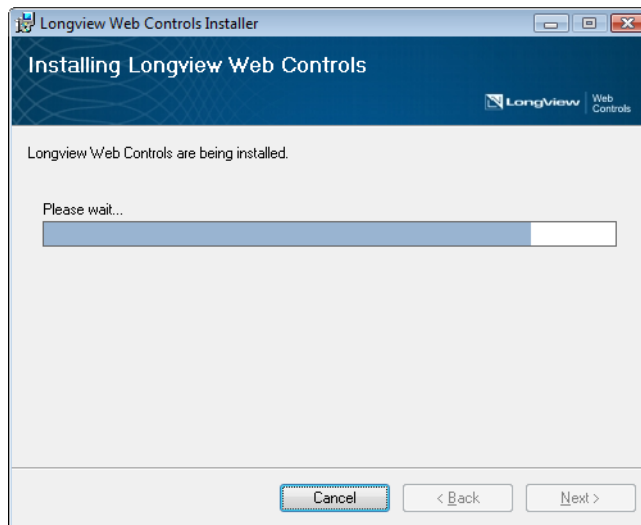 Longview Web Controls Installer
Installing Longview Web Controls
LongView Web
Controls
Longview Web Controls are being installed.
Please wait...
Cancel
< Back
Next >